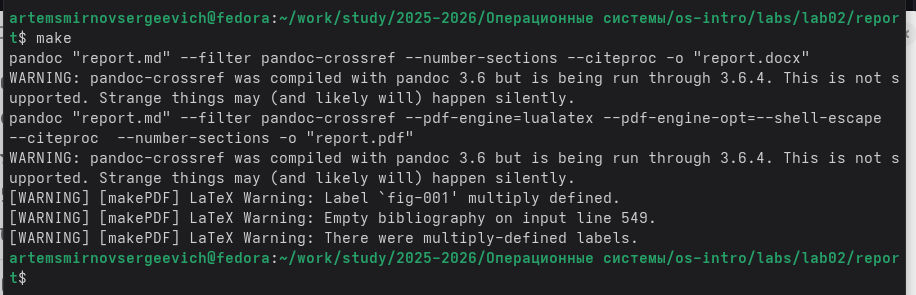 artemsmirnovsergeevich@fedora:~/work/study/2025-2026/Операционные системы/os-intro/labs/lab02/repor
t$ make
pandoc "report.md" --filter pandoc-crossref --number-sections --citeproc -o "report.docx"
WARNING: pandoc-crossref was compiled with pandoc 3.6 but is being run through 3.6.4. This is not s
upported. Strange things may (and likely will) happen silently.
pandoc "report.md" --filter pandoc-crossref --pdf-engine=lualatex --pdf-engine-opt=--shell-escape
--citeproc  --number-sections -o "report.pdf"
WARNING: pandoc-crossref was compiled with pandoc 3.6 but is being run through 3.6.4. This is not s
upported. Strange things may (and likely will) happen silently.
[WARNING] [makePDF] LaTeX Warning: Label `fig-001' multiply defined.
[WARNING] [makePDF] LaTeX Warning: Empty bibliography on input line 549.
[WARNING] [makePDF] LaTeX Warning: There were multiply-defined labels.
artemsmirnovsergeevich@fedora:~/work/study/2025-2026/Операционные системы/os-intro/labs/lab02/repor
t$